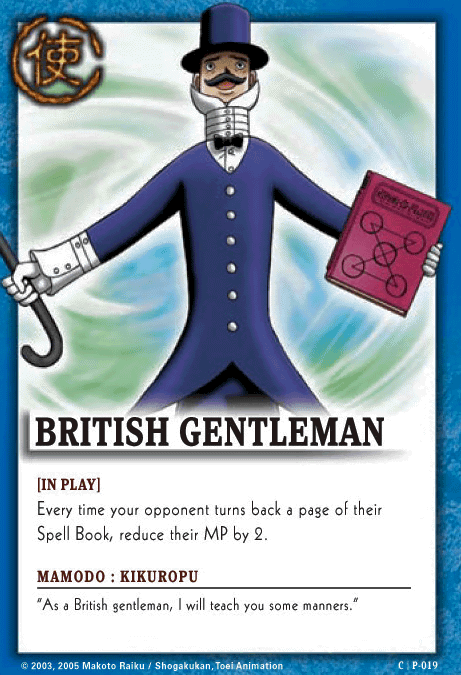 使
BRITISH GENTLEMAN
[IN PLAY]
Every time your opponent turns back a page of their
Spell Book, reduce their MP by 2.
MAMODO : KIKUROPU
“As a British gentleman, I will teach you some manners.”
© 2003, 2005 Makoto Raiku / Shogakukan, Toei Animation
C | P-019